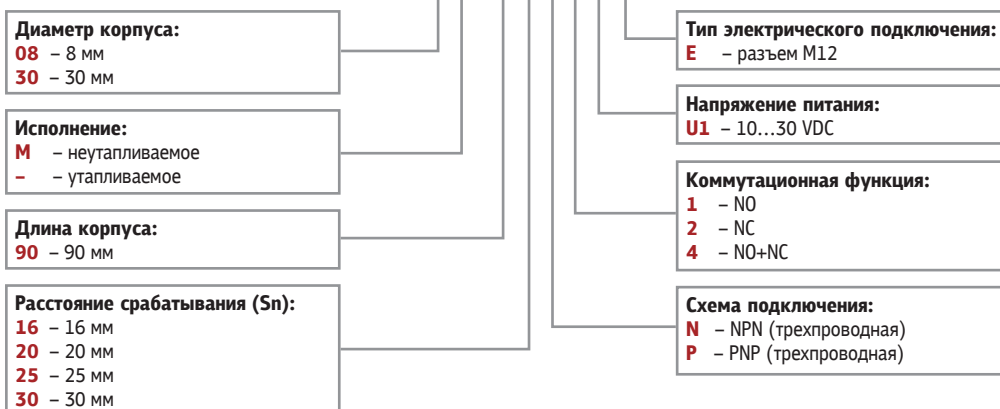 Диаметр корпуса:
08 – 8 мм
30 – 30 мм
Исполнение:
М – неутапливаемое
– – утапливаемое
Длина корпуса:
90 – 90 мм
Расстояние срабатывания (Sn):
16 – 16 мм
20 – 20 мм
25 – 25 мм
30 – 30 мм
Тип электрического подключения:
E – разъем М12
Напряжение питания:
U1 – 10...30 VDC
Коммутационная функция:
1 – NO
2 – NC
4 – NO+NC
Схема подключения:
N – NPN (трехпроводная)
P – PNP (трехпроводная)